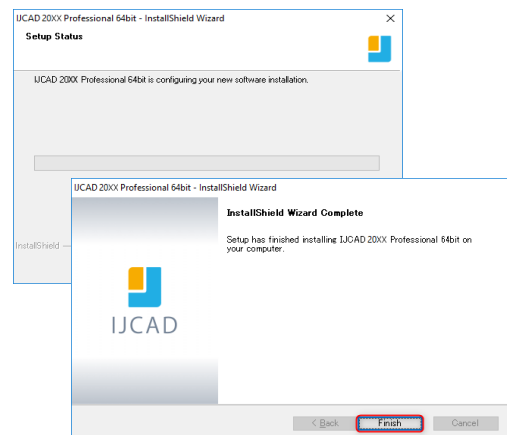 IJCAD 20XX Professional 64bit - InstallShield Wizard
Setup Status
IJCAD 20XX Professional 64bit is configuring your new software installation.
InstallShield
IJCAD 20XX Professional 64bit - InstallShield Wizard
InstallShield Wizard Complete
Setup has finished installing IJCAD 20XX Professional 64bit on
your computer.
IJCAD
< Back
Finish
Cancel